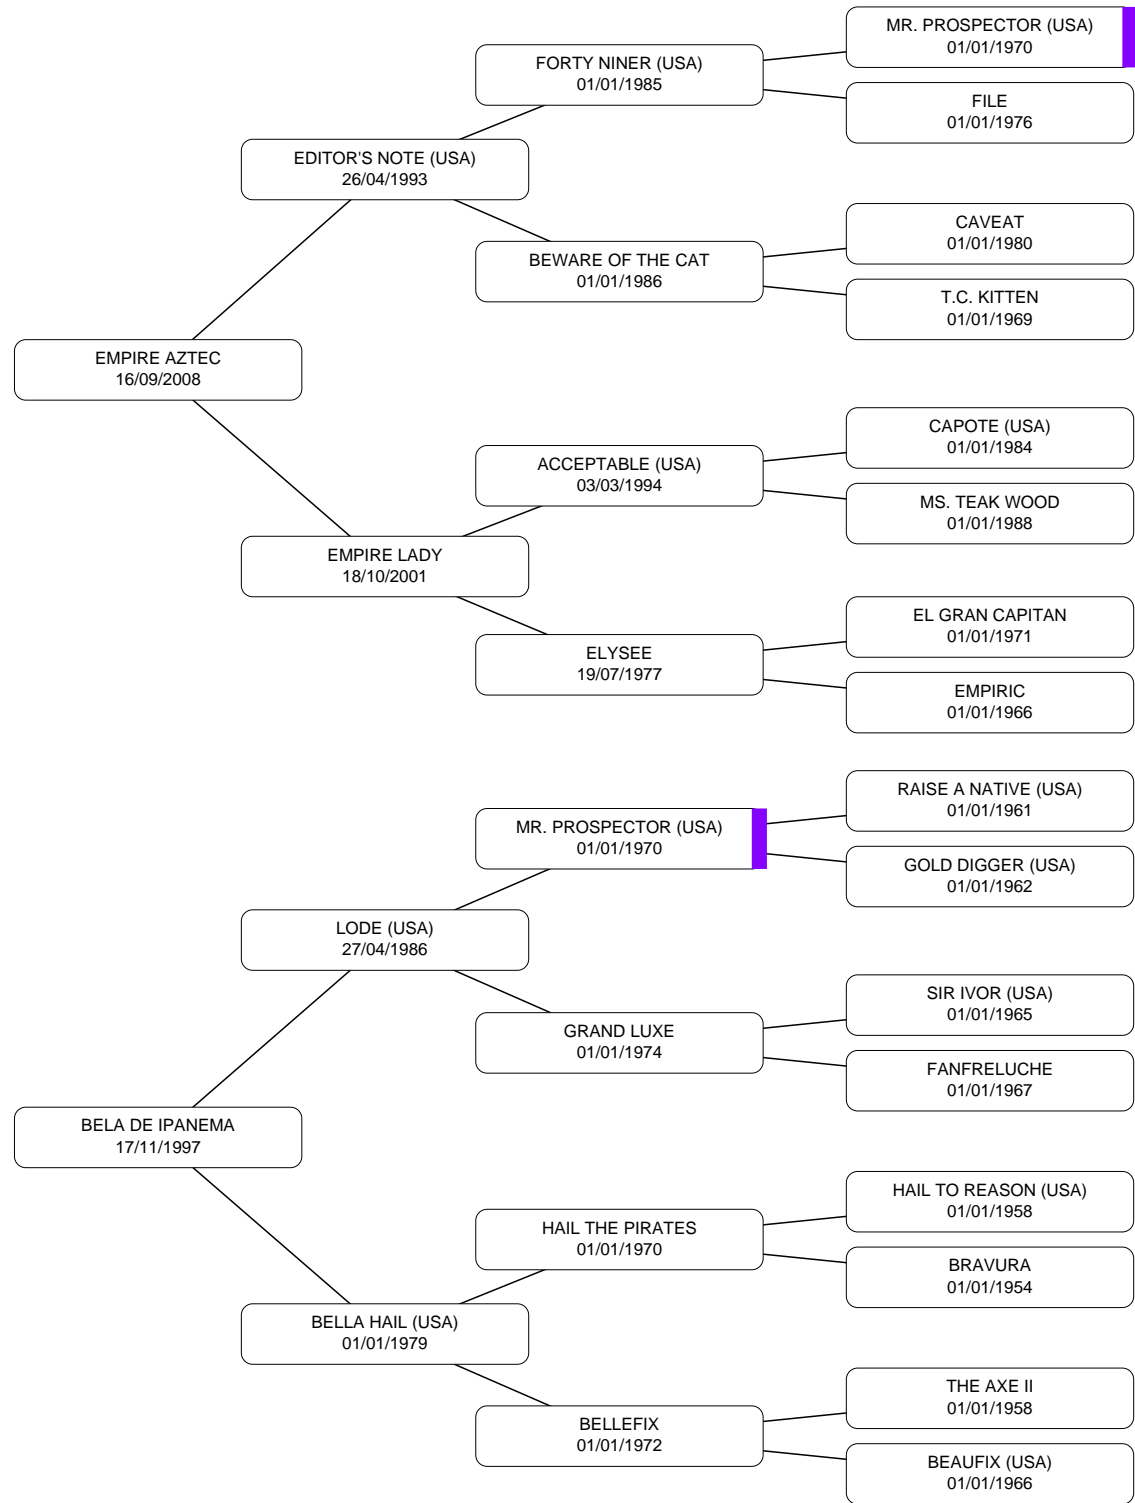 MR. PROSPECTOR (USA)
01/01/1970
FORTY NINER (USA)
01/01/1985
FILE
01/01/1976
EDITOR'S NOTE (USA)
26/04/1993
CAVEAT
01/01/1980
BEWARE OF THE CAT
01/01/1986
T.C. KITTEN
01/01/1969
EMPIRE AZTEC
16/09/2008
CAPOTE (USA)
01/01/1984
ACCEPTABLE (USA)
03/03/1994
MS. TEAK WOOD
01/01/1988
EMPIRE LADY
18/10/2001
EL GRAN CAPITAN
01/01/1971
ELYSEE
19/07/1977
EMPIRIC
01/01/1966
RAISE A NATIVE (USA)
01/01/1961
MR. PROSPECTOR (USA)
01/01/1970
GOLD DIGGER (USA)
01/01/1962
LODE (USA)
27/04/1986
SIR IVOR (USA)
01/01/1965
GRAND LUXE
01/01/1974
FANFRELUCHE
01/01/1967
BELA DE IPANEMA
17/11/1997
HAIL TO REASON (USA)
01/01/1958
HAIL THE PIRATES
01/01/1970
BRAVURA
01/01/1954
BELLA HAIL (USA)
01/01/1979
THE AXE II
01/01/1958
BELLEFIX
01/01/1972
BEAUFIX (USA)
01/01/1966